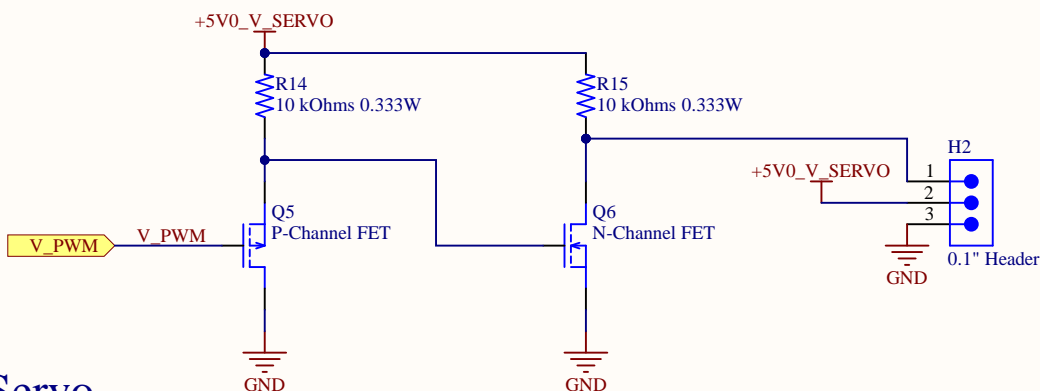 +5V0_V_SERVO
R14
10 kOhms 0.333W
R15
10 kOhms 0.333W
H2
+5V0_V_SERVO
1
2
3
Q5
P-Channel FET
Q6
N-Channel FET
V_PWM
V_PWM
0.1" Header
GND
GND
GND
Servo